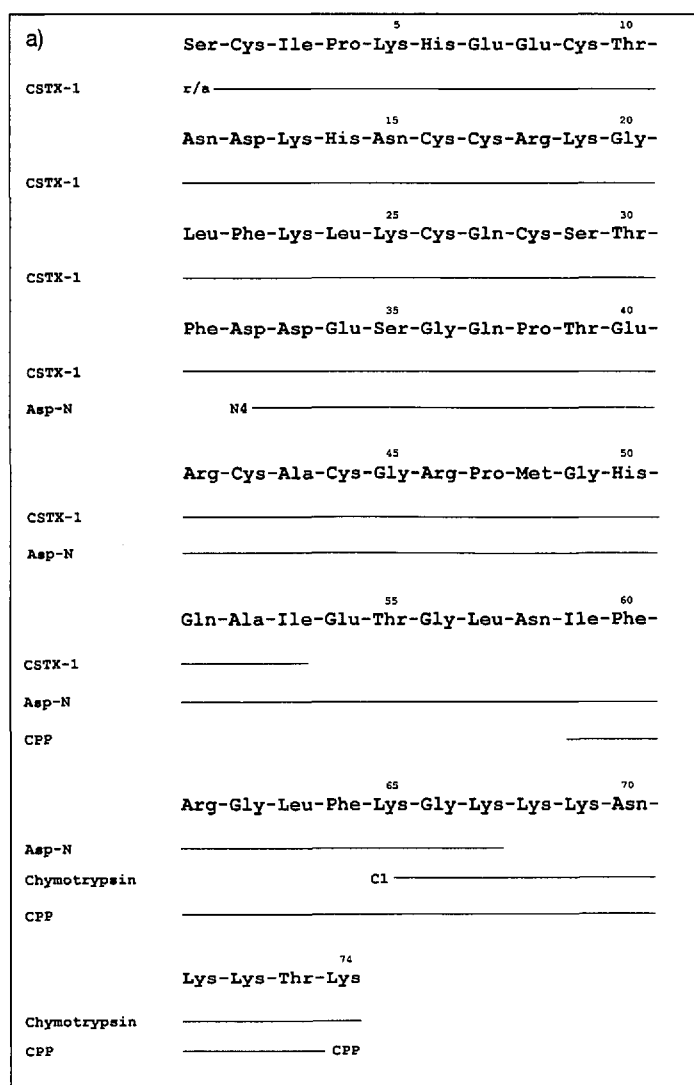 a)
5 10
Ser-Cys-Ile-Pro-Lys-His-Glu-Glu-Cys-Thr-
CSTX-1 r/a
15 20
Asn-Asp-Lys-His-Asn-Cys-Cys-Arg-Lys-Gly-
CSTX-1
25 30
Leu-Phe-Lys-Leu-Lys-Cys-Gln-Cys-Ser-Thr-
CSTX-1
35 40
Phe-Asp-Asp-Glu-Ser-Gly-Gln-Pro-Thr-Glu-
CSTX-1
Asp-N N4
45 50
Arg-Cys-Ala-Cys-Gly-Arg-Pro-Met-Gly-His-
CSTX-1
Asp-N
55 60
Gln-Ala-Ile-Glu-Thr-Gly-Leu-Asn-Ile-Phe-
CSTX-1
Asp-N
CPP
65 70
Arg-Gly-Leu-Phe-Lys-Gly-Lys-Lys-Lys-Asn-
Asp-N
Chymotrypsin C1
CPP
74
Lys-Lys-Thr-Lys
Chymotrypsin
CPP CPP